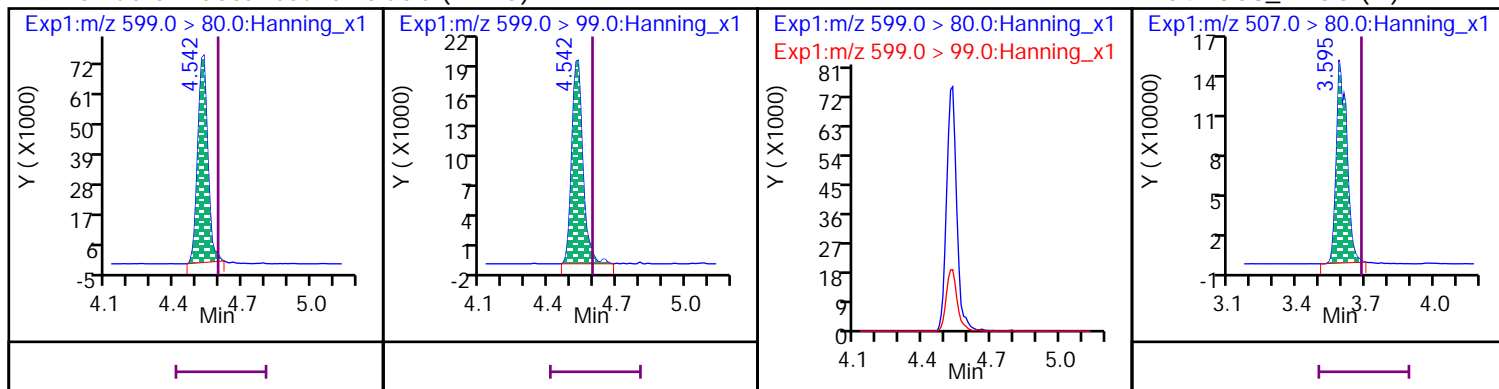 Exp1:m/z 599.0 > 80.0:Hanning_x1
Y ( X1000)
72
61
50
39
28
17
6
-5
4.542
4.1 4.4 4.7 5.0
Min
Exp1:m/z 599.0 > 99.0:Hanning_x1
Y ( X1000)
22
19
16
13
10
7
4
1
-2
4.542
4.1 4.4 4.7 5.0
Min
Exp1:m/z 599.0 > 80.0:Hanning_x1
Exp1:m/z 599.0 > 99.0:Hanning_x1
Y ( X1000)
81
72
63
54
45
36
27
18
9
0
4.1 4.4 4.7 5.0
Min
Exp1:m/z 507.0 > 80.0:Hanning_x1
Y ( X10000)
17
14
11
8
5
2
-1
3.595
3.1 3.4 3.7 4.0
Min